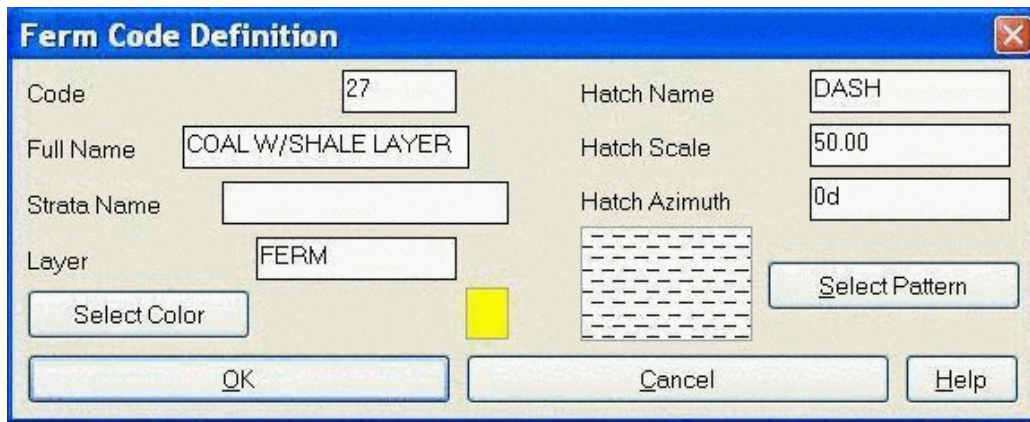 Ferm Code Definition
Code 27
Full Name COAL W/SHALE LAYER
Strata Name
Layer FERM
Select Color
Hatch Name DASH
Hatch Scale 50.00
Hatch Azimuth 0d
Select Pattern
OK Cancel Help